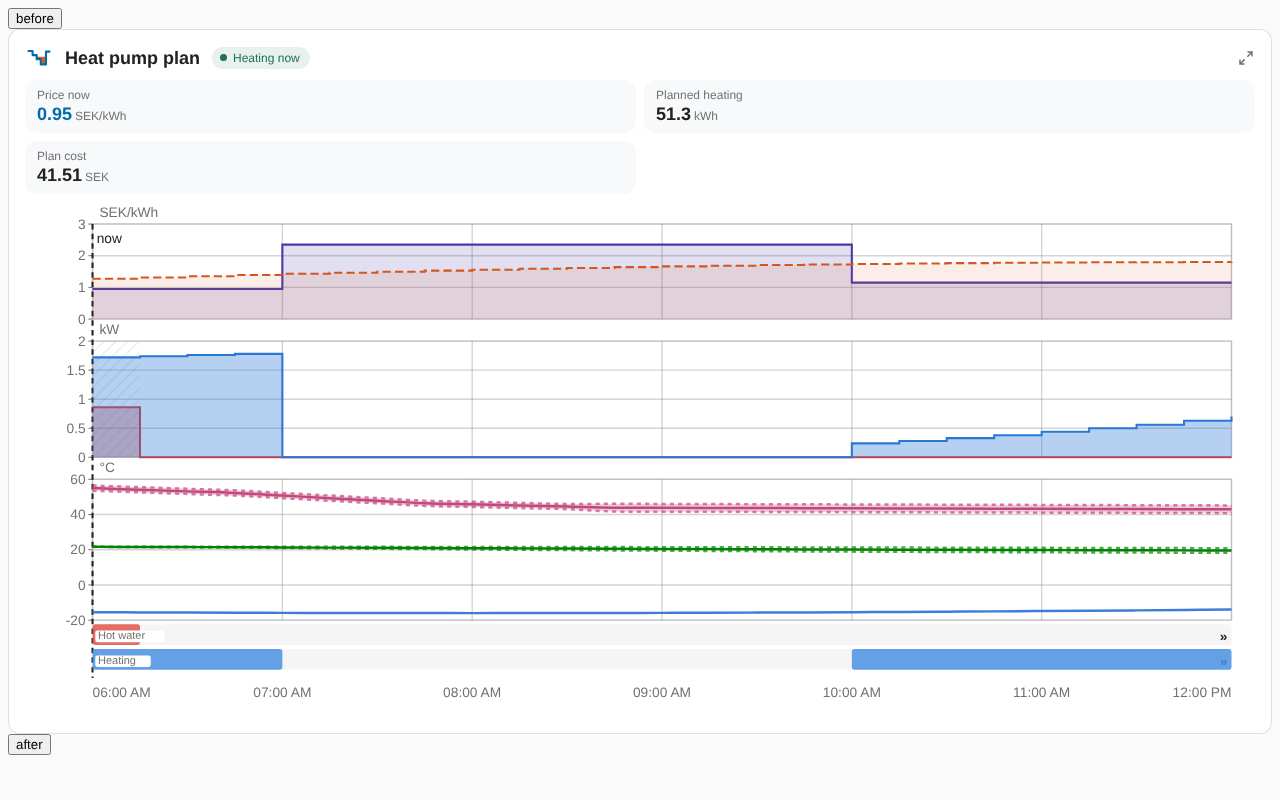 before
Heat pump plan
Heating now
Price now
0.95 SEK/kWh
Planned heating
51.3 kWh
Plan cost
41.51 SEK
SEK/kWh
3
now
2
1
0
kW
2
1.5
1
0.5
0
°C
60
40
20
0
-20
Hot water
»
Heating
»
06:00 AM
07:00 AM
08:00 AM
09:00 AM
10:00 AM
11:00 AM
12:00 PM
after